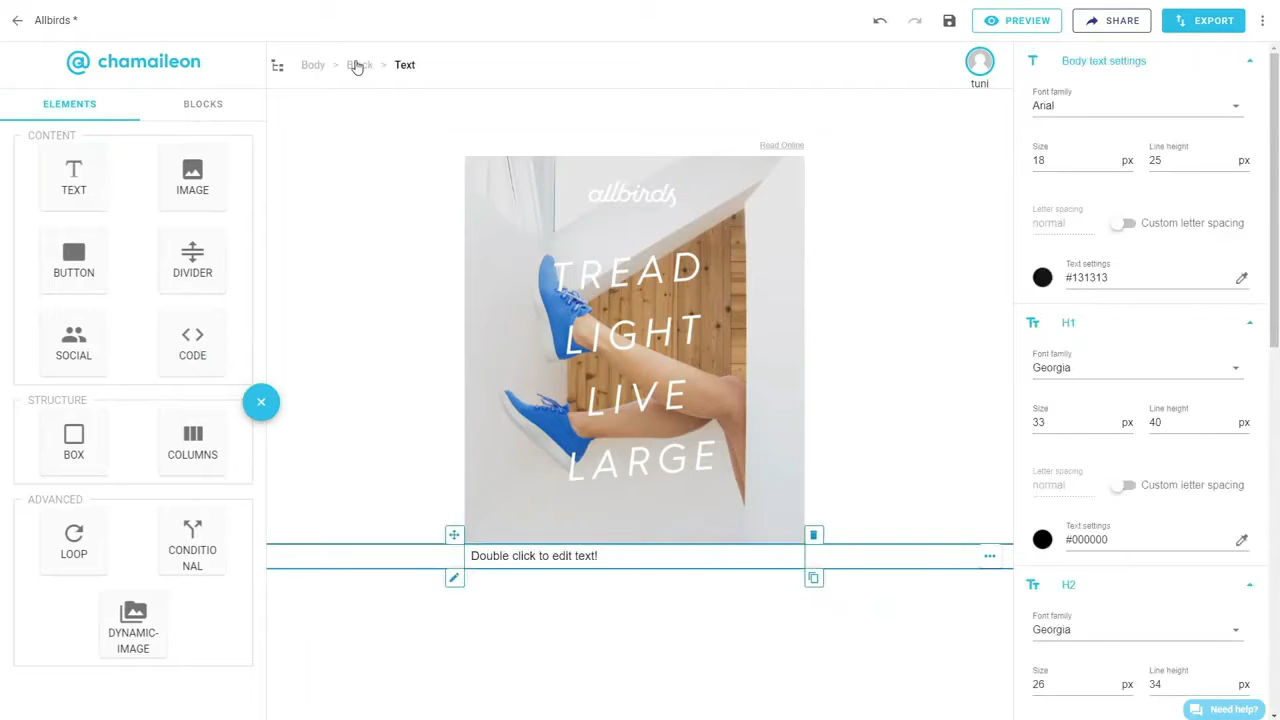 Allbirds *
PREVIEW
SHARE
EXPORT
chamaileon
Body > Block > Text
tuni
ELEMENTS
BLOCKS
CONTENT
TEXT
IMAGE
BUTTON
DIVIDER
SOCIAL
CODE
STRUCTURE
BOX
COLUMNS
ADVANCED
LOOP
CONDITIO
NAL
DYNAMIC-
IMAGE
Read Online
allbirds
TREAD
LIGHT
LIVE
LARGE
Double click to edit text!
Body text settings
Font family
Arial
Size
Line height
18 px
25 px
Letter spacing
normal
Custom letter spacing
Text settings
#131313
H1
Font family
Georgia
Size
Line height
33 px
40 px
Letter spacing
normal
Custom letter spacing
Text settings
#000000
H2
Font family
Georgia
Size
Line height
26 px
34 px
Need help?